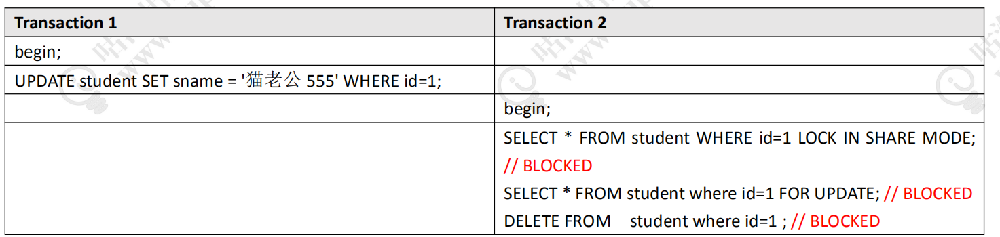 Transaction 1
Transaction 2
begin;
UPDATE student SET sname = '猫老公 555' WHERE id=1;
begin;
SELECT * FROM student WHERE id=1 LOCK IN SHARE MODE;
// BLOCKED
SELECT * FROM student where id=1 FOR UPDATE; // BLOCKED
DELETE FROM student where id=1 ; // BLOCKED